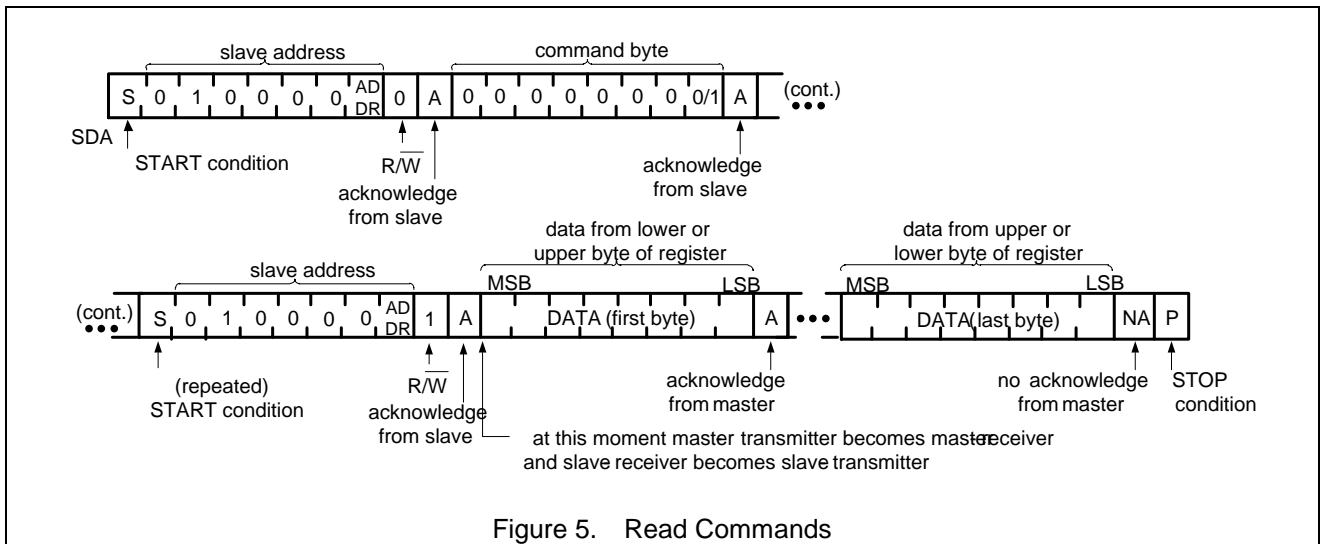 slave address
command byte
S 0 1 0 0 0 0 AD DR 0 A 0 0 0 0 0 0 0 0/1 A (cont.)
SDA
START condition
R/W
acknowledge
from slave
acknowledge
from slave
data from lower or
upper byte of register
data from upper or
lower byte of register
slave address
MSB LSB MSB LSB
(cont.) S 0 1 0 0 0 0 AD DR 1 A DATA (first byte) A DATA(last byte) NA P
(repeated)
START condition
R/W
acknowledge
from slave
acknowledge
from master
no acknowledge
from master
STOP
condition
at this moment master transmitter becomes master-receiver
and slave receiver becomes slave transmitter
Figure 5. Read Commands